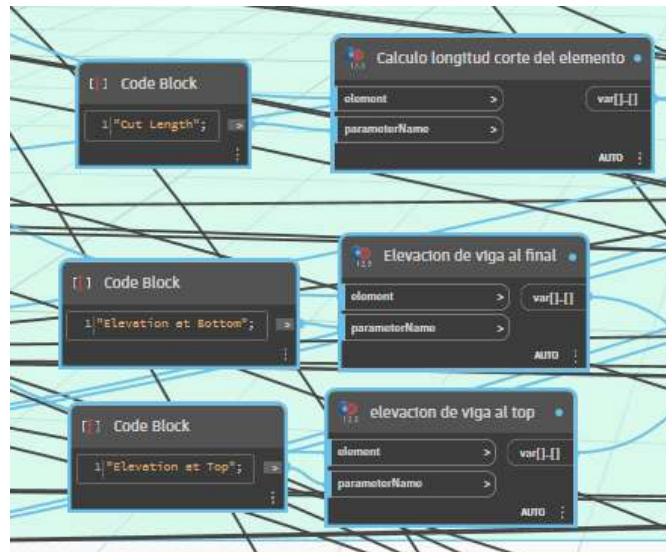 Code Block
1 "Cut Length";
Calculo longitud corte del elemento
element >
var[]..[]
parameterName >
AUTO
Code Block
1 "Elevation at Bottom";
Elevacion de viga al final
element >
var[]..[]
parameterName >
AUTO
Code Block
1 "Elevation at Top";
elevacion de viga al top
element >
var[]..[]
parameterName >
AUTO